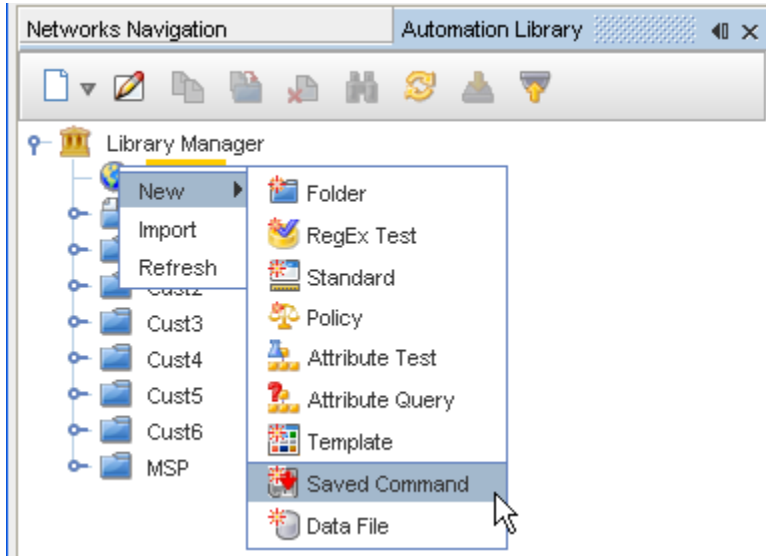 Networks Navigation
Automation Library
Library Manager
New
Import
Refresh
Folder
RegEx Test
Standard
Policy
Attribute Test
Attribute Query
Template
Saved Command
Data File
Cust2
Cust3
Cust4
Cust5
Cust6
MSP